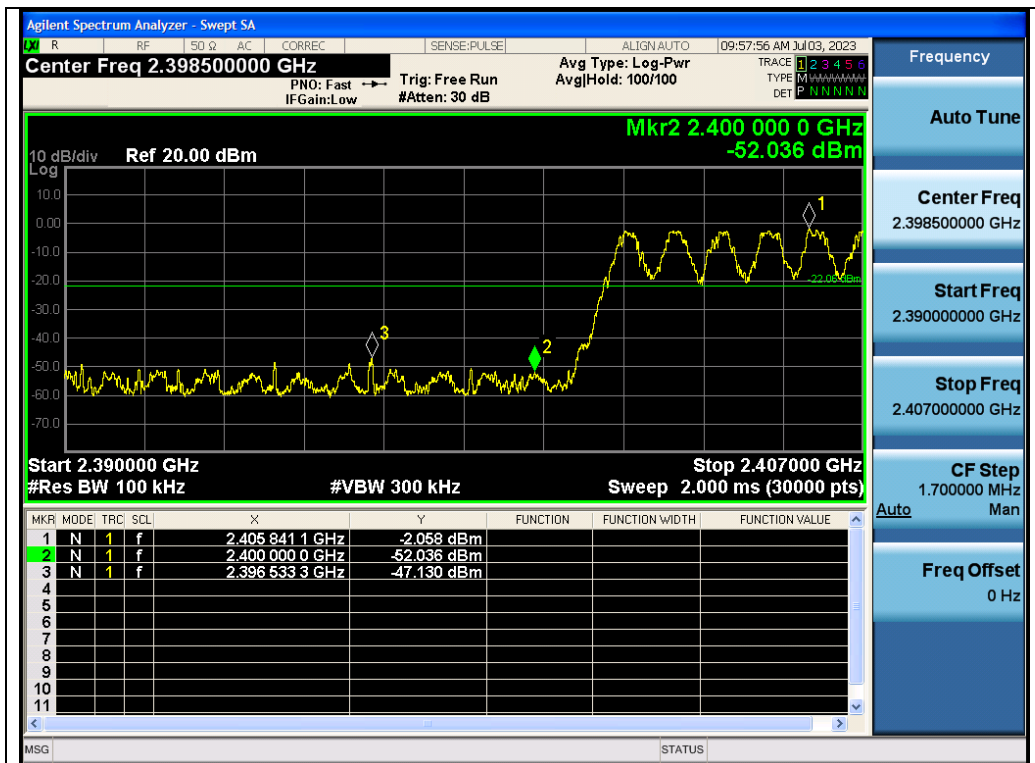 Agilent Spectrum Analyzer - Swept SA
LXI R RF 50 Ω AC CORREC SENSE:PULSE ALIGN AUTO 09:57:56 AM Jul 03, 2023
Center Freq 2.398500000 GHz
PNO: Fast
IFGain:Low
Trig: Free Run
#Atten: 30 dB
Avg Type: Log-Pwr
Avg|Hold: 100/100
TRACE 1 2 3 4 5 6
TYPE M
DET P N N N N N
Mkr2 2.400 000 0 GHz
-52.036 dBm
10 dB/div Ref 20.00 dBm
Log
10.0
0.00
-10.0
-20.0
-30.0
-40.0
-50.0
-60.0
-70.0
1
-22.06 dBm
3
2
Start 2.390000 GHz Stop 2.407000 GHz
#Res BW 100 kHz #VBW 300 kHz Sweep 2.000 ms (30000 pts)
MKR MODE TRC SCL X Y FUNCTION FUNCTION WIDTH FUNCTION VALUE
1 N 1 f 2.405 841 1 GHz -2.058 dBm
2 N 1 f 2.400 000 0 GHz -52.036 dBm
3 N 1 f 2.396 533 3 GHz -47.130 dBm
4
5
6
7
8
9
10
11
MSG STATUS
Frequency
Auto Tune
Center Freq
2.398500000 GHz
Start Freq
2.390000000 GHz
Stop Freq
2.407000000 GHz
CF Step
1.700000 MHz
Auto Man
Freq Offset
0 Hz